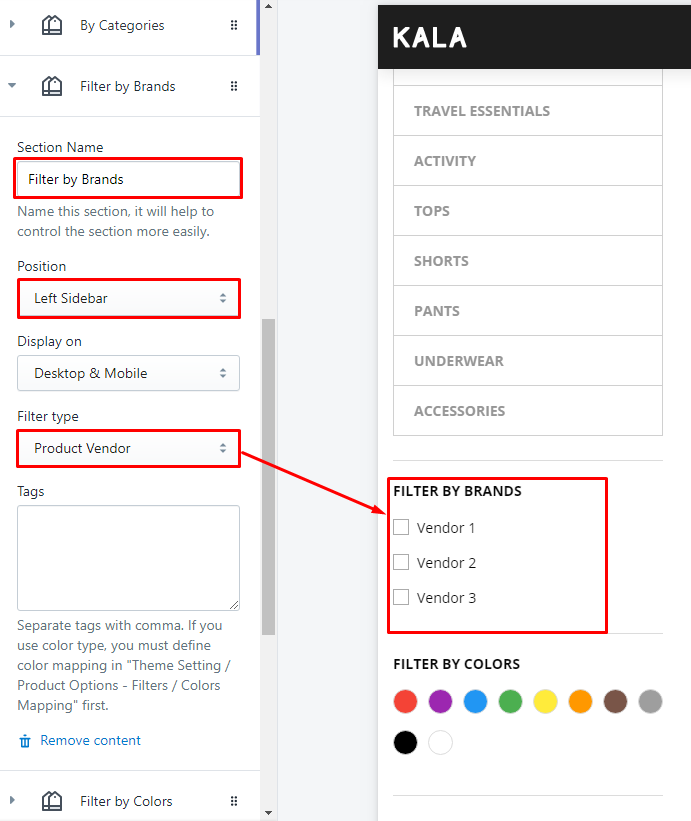 By Categories
Filter by Brands
Section Name
Filter by Brands
Name this section, it will help to
control the section more easily.
Position
Left Sidebar
Display on
Desktop & Mobile
Filter type
Product Vendor
Tags
Separate tags with comma. If you
use color type, you must define
color mapping in "Theme Setting /
Product Options - Filters / Colors
Mapping" first.
Remove content
Filter by Colors
KALA
TRAVEL ESSENTIALS
ACTIVITY
TOPS
SHORTS
PANTS
UNDERWEAR
ACCESSORIES
FILTER BY BRANDS
Vendor 1
Vendor 2
Vendor 3
FILTER BY COLORS